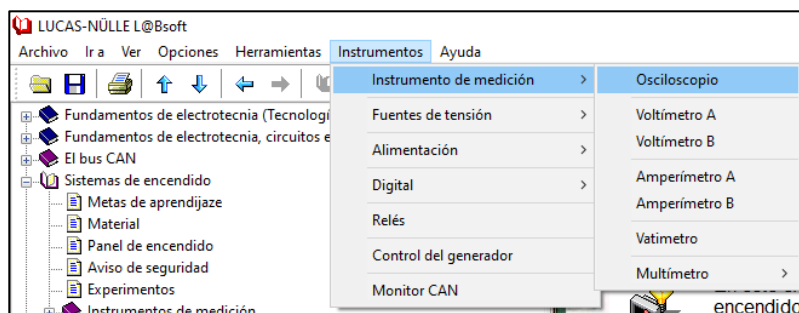 LUCAS-NÜLLE L@Bsoft
Archivo Ir a Ver Opciones Herramientas Instrumentos Ayuda
Instrumento de medición
Fuentes de tensión
Alimentación
Digital
Relés
Control del generador
Monitor CAN
Osciloscopio
Voltímetro A
Voltímetro B
Amperímetro A
Amperímetro B
Vatimetro
Multímetro
Fundamentos de electrotecnia (Tecnologí
Fundamentos de electrotecnia, circuitos e
El bus CAN
Sistemas de encendido
Metas de aprendijaze
Material
Panel de encendido
Aviso de seguridad
Experimentos
Instrumentos de medición
encendido